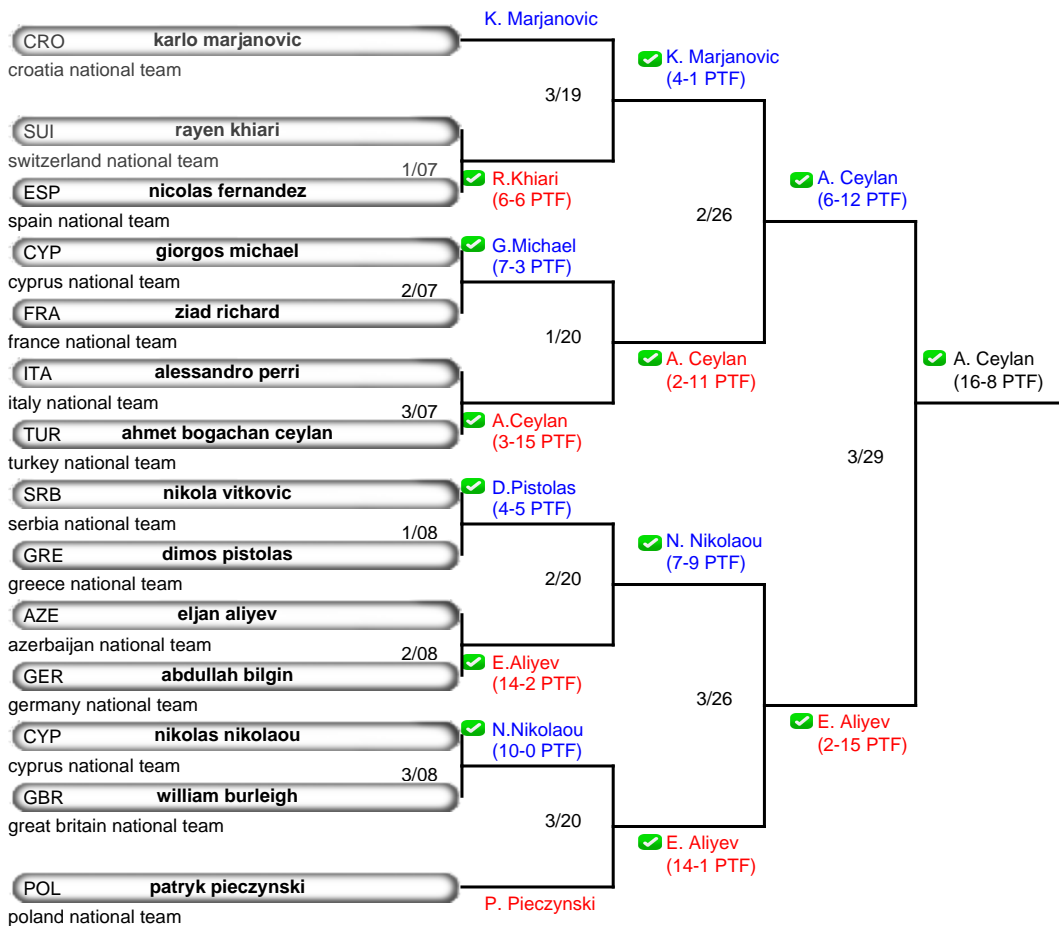 K. Marjanovic
CRO karlo marjanovic
croatia national team
K. Marjanovic
(4-1 PTF)
3/19
SUI rayen khiari
switzerland national team
1/07
R.Khiari
(6-6 PTF)
A. Ceylan
(6-12 PTF)
ESP nicolas fernandez
spain national team
2/26
CYP giorgos michael
G.Michael
(7-3 PTF)
cyprus national team
2/07
FRA ziad richard
france national team
1/20
A. Ceylan
(2-11 PTF)
A. Ceylan
(16-8 PTF)
ITA alessandro perri
italy national team
3/07
A.Ceylan
(3-15 PTF)
TUR ahmet bogachan ceylan
turkey national team
3/29
SRB nikola vitkovic
D.Pistolas
(4-5 PTF)
serbia national team
1/08
GRE dimos pistolas
greece national team
N. Nikolaou
(7-9 PTF)
2/20
AZE eljan aliyev
azerbaijan national team
2/08
E.Aliyev
(14-2 PTF)
GER abdullah bilgin
germany national team
3/26
CYP nikolas nikolaou
N.Nikolaou
(10-0 PTF)
E. Aliyev
(2-15 PTF)
cyprus national team
3/08
GBR william burleigh
great britain national team
3/20
E. Aliyev
(14-1 PTF)
POL patryk pieczynski
P. Pieczynski
poland national team